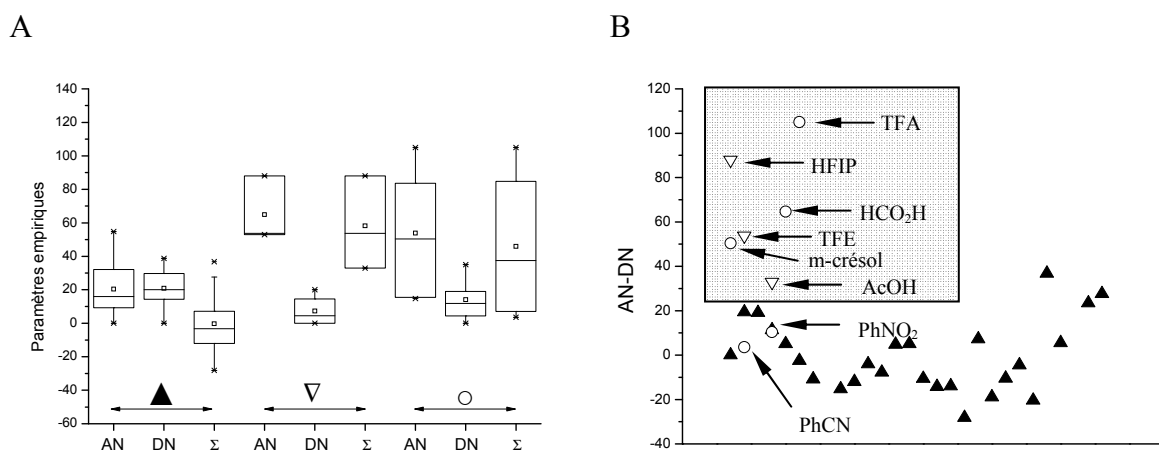 A
B
Paramètres empiriques
140
120
100
80
60
40
20
0
-20
-40
-60
AN DN Σ AN DN Σ AN DN Σ
AN-DN
120
100
80
60
40
20
0
-20
-40
TFA
HFIP
HCO₂H
TFE
m-crésol
AcOH
PhNO₂
PhCN